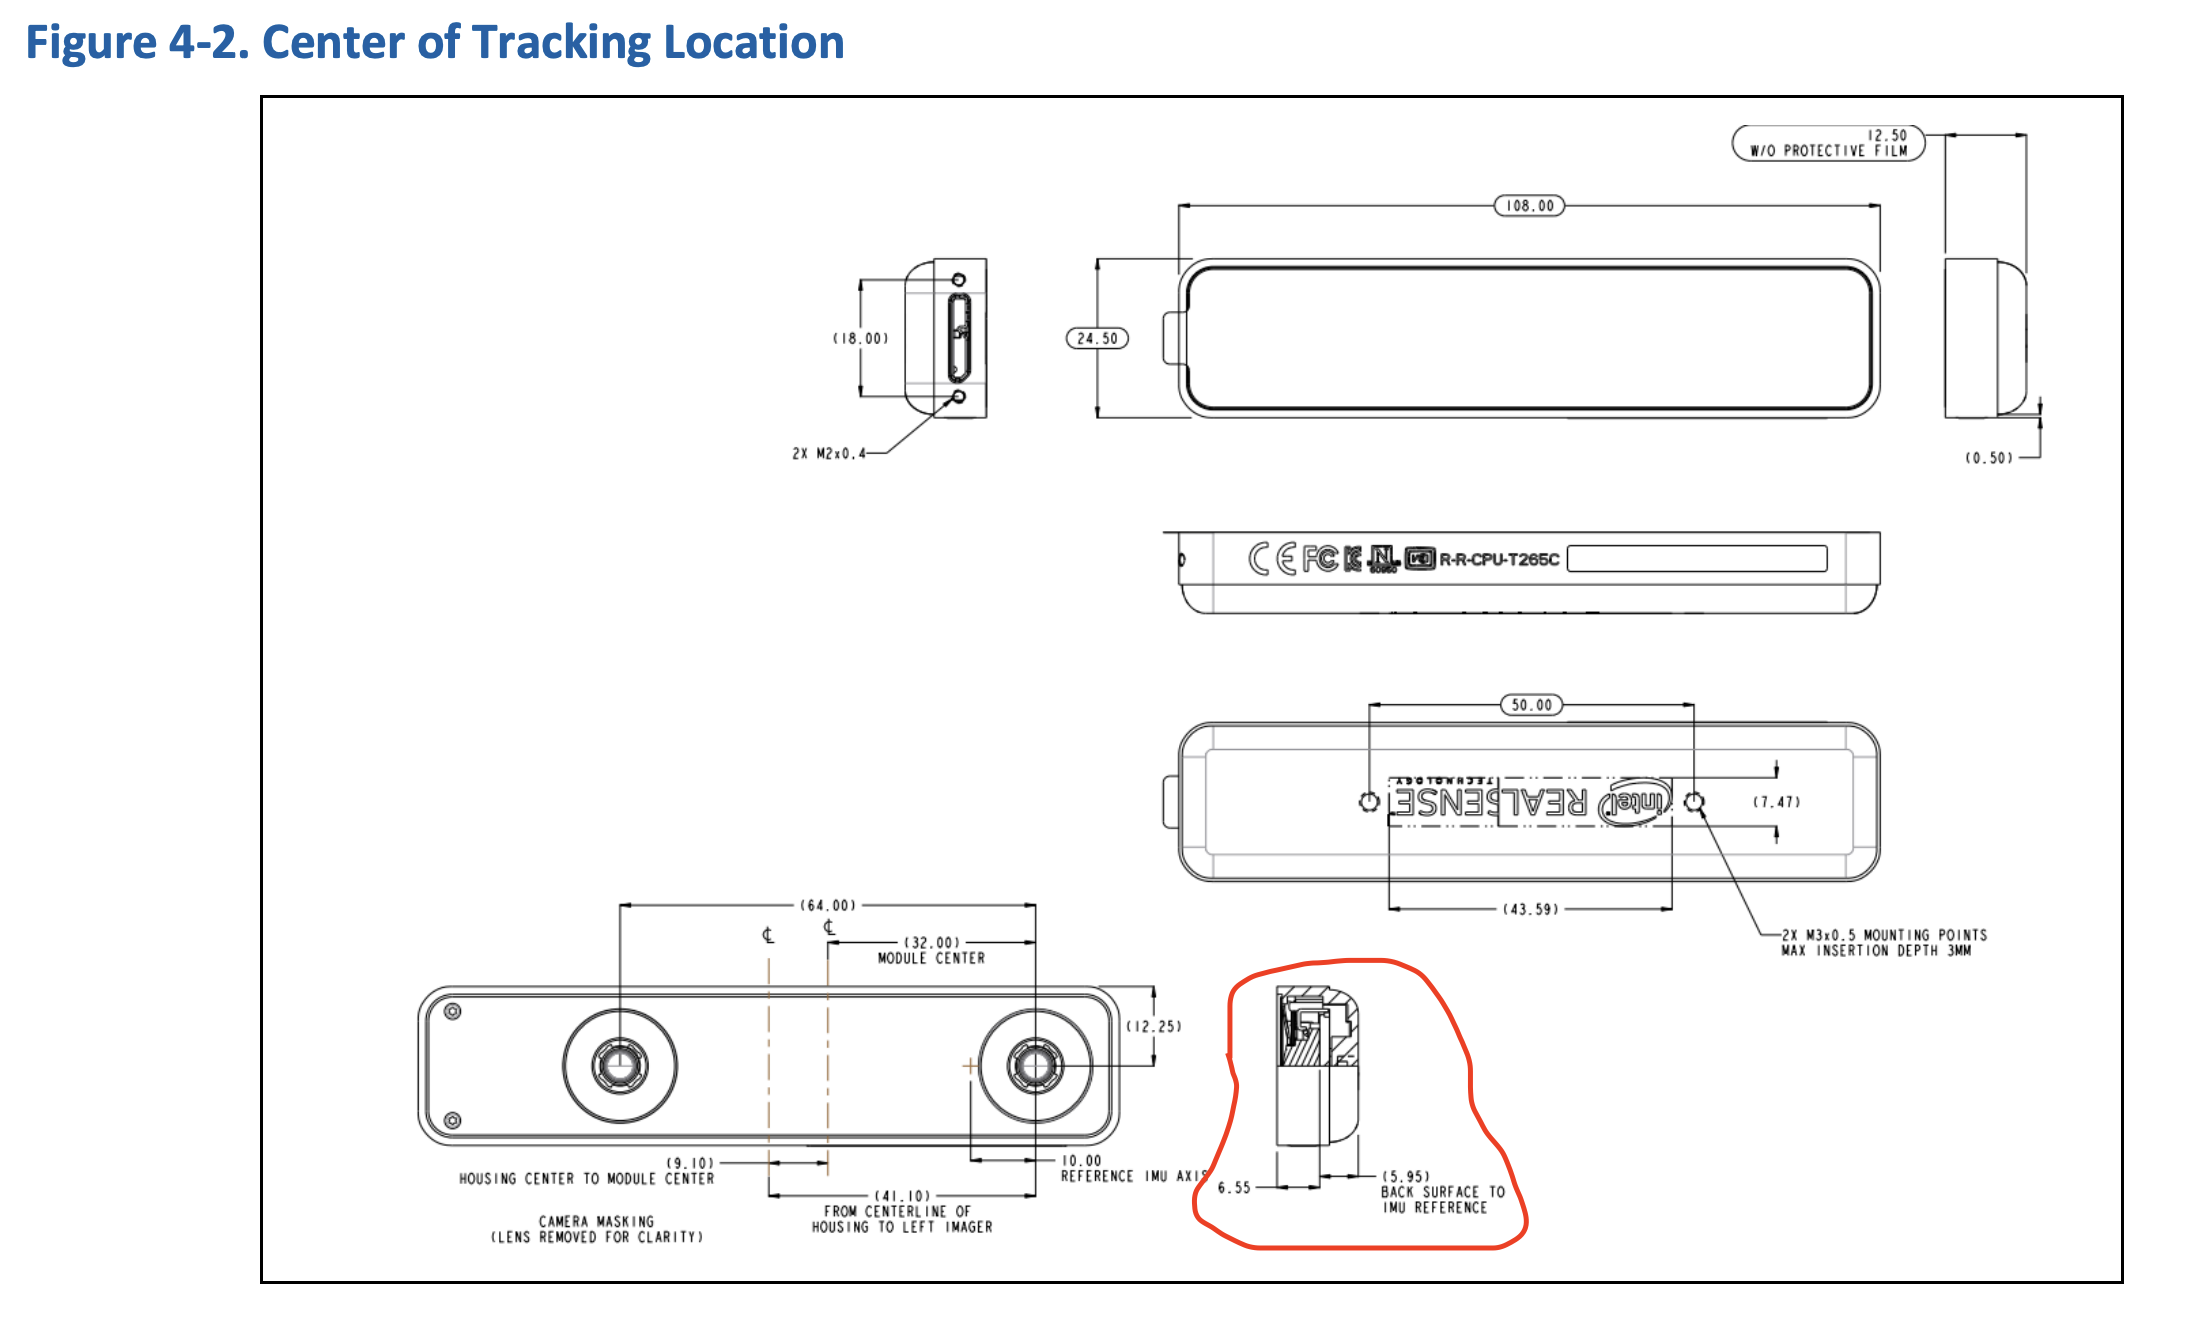 Figure 4-2. Center of Tracking Location
12.50
W/O PROTECTIVE FILM
108.00
(18.00)
24.50
2X M2x0.4
(0.50)
CE FC N R-R-CPU-T265C
60950
50.00
TECHNOLOGY
REALSENSE intel
(7.47)
(43.59)
2X M3x0.5 MOUNTING POINTS
MAX INSERTION DEPTH 3MM
(64.00)
℄
℄
(32.00)
MODULE CENTER
(12.25)
(9.10)
HOUSING CENTER TO MODULE CENTER
10.00
REFERENCE IMU AXIS
(41.10)
FROM CENTERLINE OF
HOUSING TO LEFT IMAGER
CAMERA MASKING
(LENS REMOVED FOR CLARITY)
6.55
(5.95)
BACK SURFACE TO
IMU REFERENCE